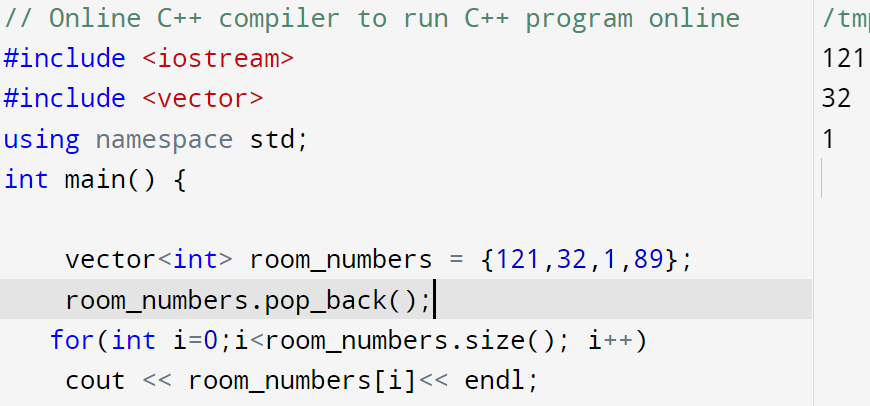 // Online C++ compiler to run C++ program online
#include <iostream>
#include <vector>
using namespace std;
int main() {
vector<int> room_numbers = {121,32,1,89};
room_numbers.pop_back();
for(int i=0;i<room_numbers.size(); i++)
cout << room_numbers[i]<< endl;
/tmp
121
32
1